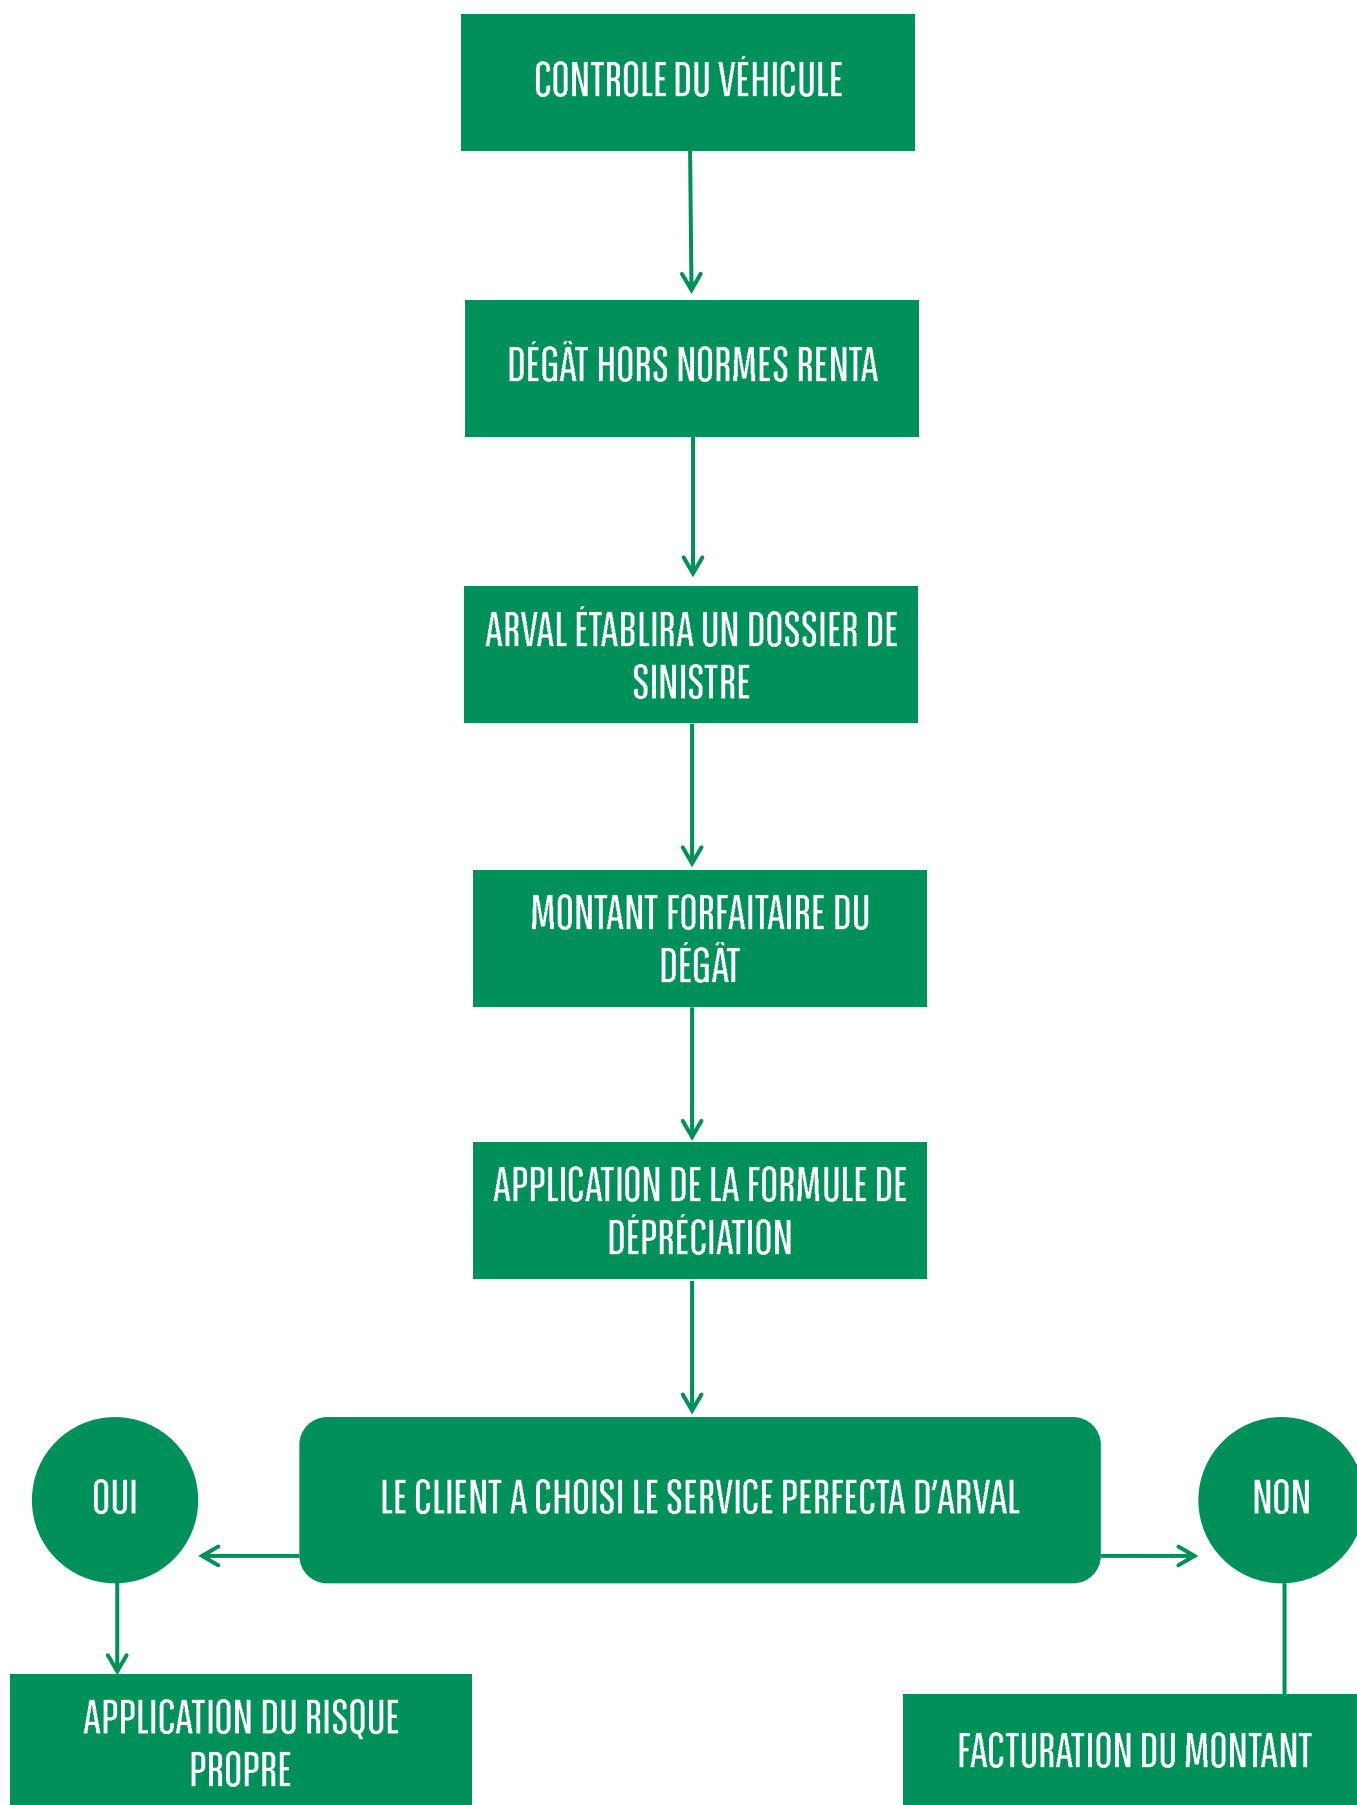 CONTROLE DU VÉHICULE
DÉGÂT HORS NORMES RENTA
ARVAL ÉTABLIRA UN DOSSIER DE
SINISTRE
MONTANT FORFAITAIRE DU
DÉGÂT
APPLICATION DE LA FORMULE DE
DÉPRÉCIATION
OUI
LE CLIENT A CHOISI LE SERVICE PERFECTA D’ARVAL
NON
APPLICATION DU RISQUE
PROPRE
FACTURATION DU MONTANT